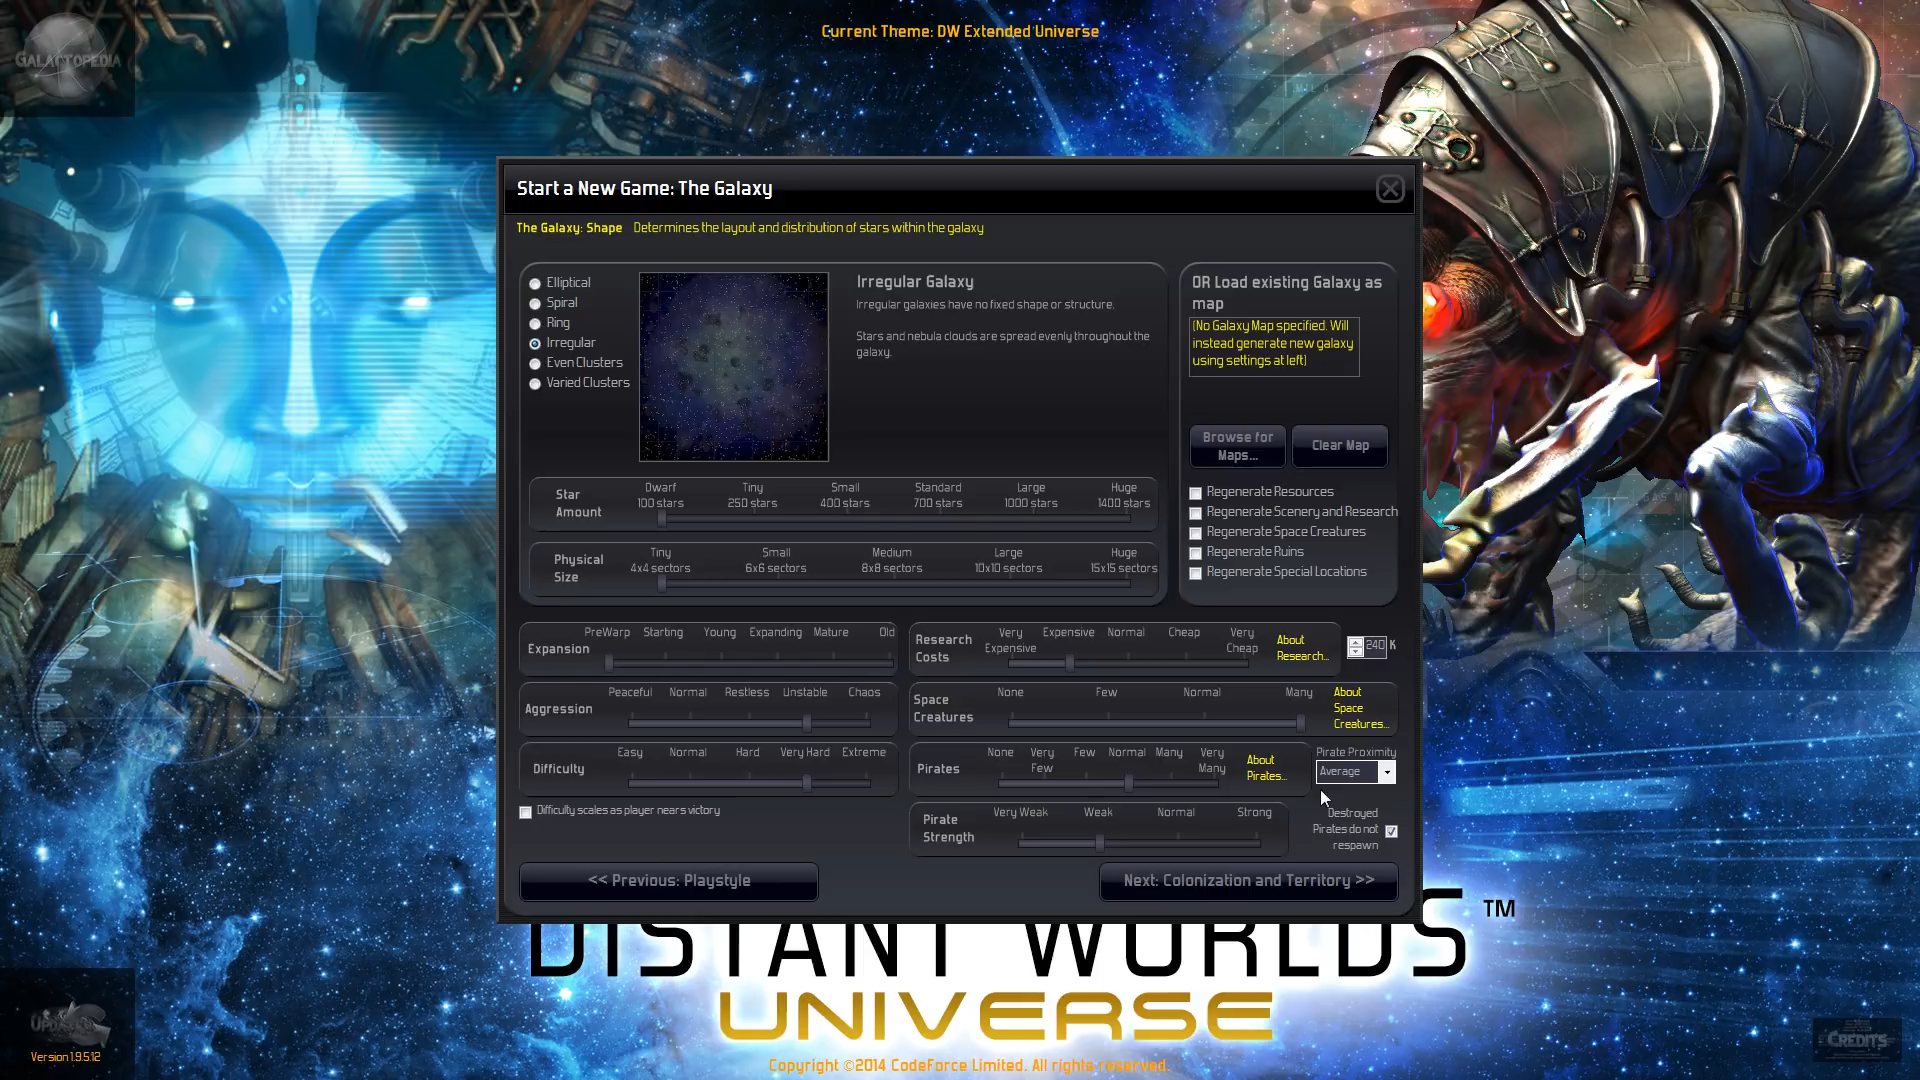 GALACTOPEDIA
Current Theme: DW Extended Universe
Start a New Game: The Galaxy
The Galaxy: Shape Determines the layout and distribution of stars within the galaxy
Elliptical
Spiral
Ring
Irregular
Even Clusters
Varied Clusters
Irregular Galaxy
Irregular galaxies have no fixed shape or structure.
Stars and nebula clouds are spread evenly throughout the
galaxy.
OR Load existing Galaxy as
map
(No Galaxy Map specified. Will
instead generate new galaxy
using settings at left)
Browse for
Maps...
Clear Map
Regenerate Resources
Regenerate Scenery and Research
Regenerate Space Creatures
Regenerate Ruins
Regenerate Special Locations
Star
Amount
Dwarf Tiny Small Standard Large Huge
100 stars 250 stars 400 stars 700 stars 1000 stars 1400 stars
Physical
Size
Tiny Small Medium Large Huge
4x4 sectors 6x6 sectors 8x8 sectors 10x10 sectors 15x15 sectors
Expansion
PreWarp Starting Young Expanding Mature Old
Research
Costs
Very Expensive Normal Cheap Very
Expensive Cheap
About
Research...
240 K
Aggression
Peaceful Normal Restless Unstable Chaos
Space
Creatures
None Few Normal Many
About
Space
Creatures...
Difficulty
Easy Normal Hard Very Hard Extreme
Pirates
None Very Few Normal Many Very
Few Many
About
Pirates...
Pirate Proximity
Average
Difficulty scales as player nears victory
Pirate
Strength
Very Weak Weak Normal Strong
Destroyed
Pirates do not
respawn
<< Previous: Playstyle
Next: Colonization and Territory >>
DISTANT WORLDS™
UNIVERSE
Version 1.9.5.12
CREDITS
Copyright ©2014 CodeForce Limited. All rights reserved.